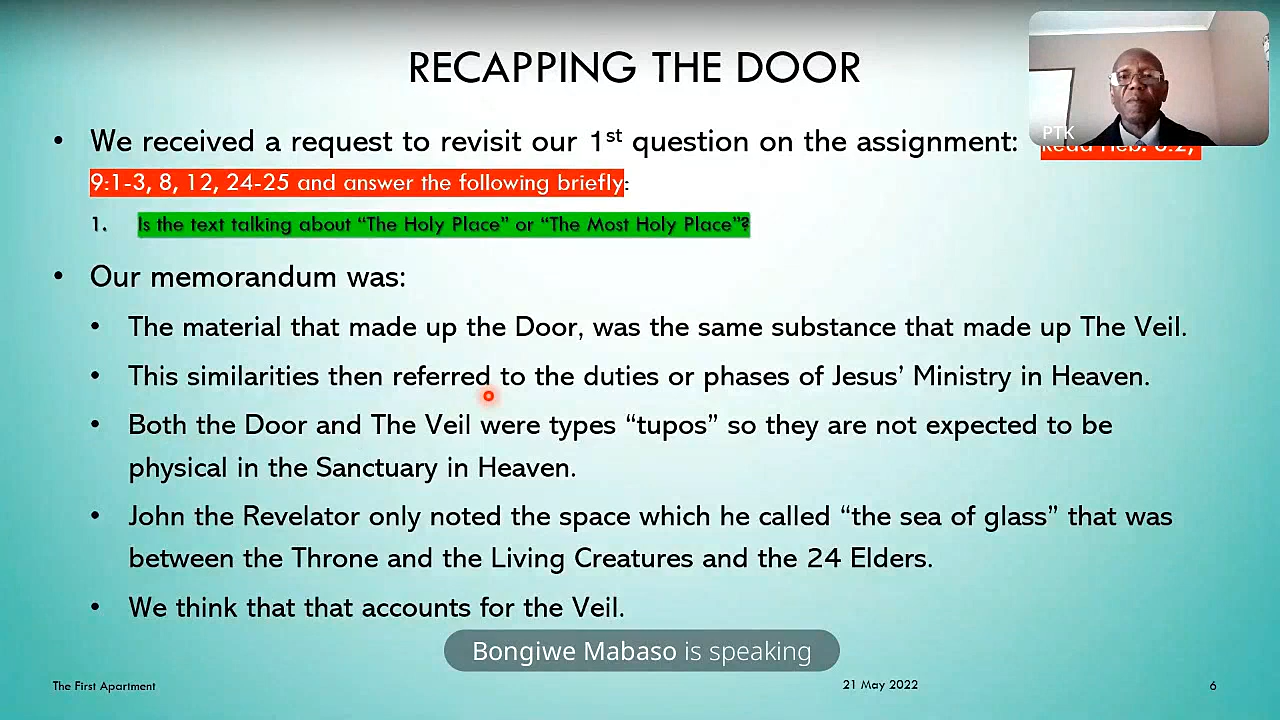 RECAPPING THE DOOR
PTK
• We received a request to revisit our 1st question on the assignment: Read Heb.
9:1-3, 8, 12, 24-25 and answer the following briefly:
1. Is the text talking about “The Holy Place” or “The Most Holy Place”?
• Our memorandum was:
• The material that made up the Door, was the same substance that made up The Veil.
• This similarities then referred to the duties or phases of Jesus’ Ministry in Heaven.
• Both the Door and The Veil were types “tupos” so they are not expected to be
physical in the Sanctuary in Heaven.
• John the Revelator only noted the space which he called “the sea of glass” that was
between the Throne and the Living Creatures and the 24 Elders.
• We think that that accounts for the Veil.
Bongiwe Mabaso is speaking
The First Apartment
21 May 2022
6